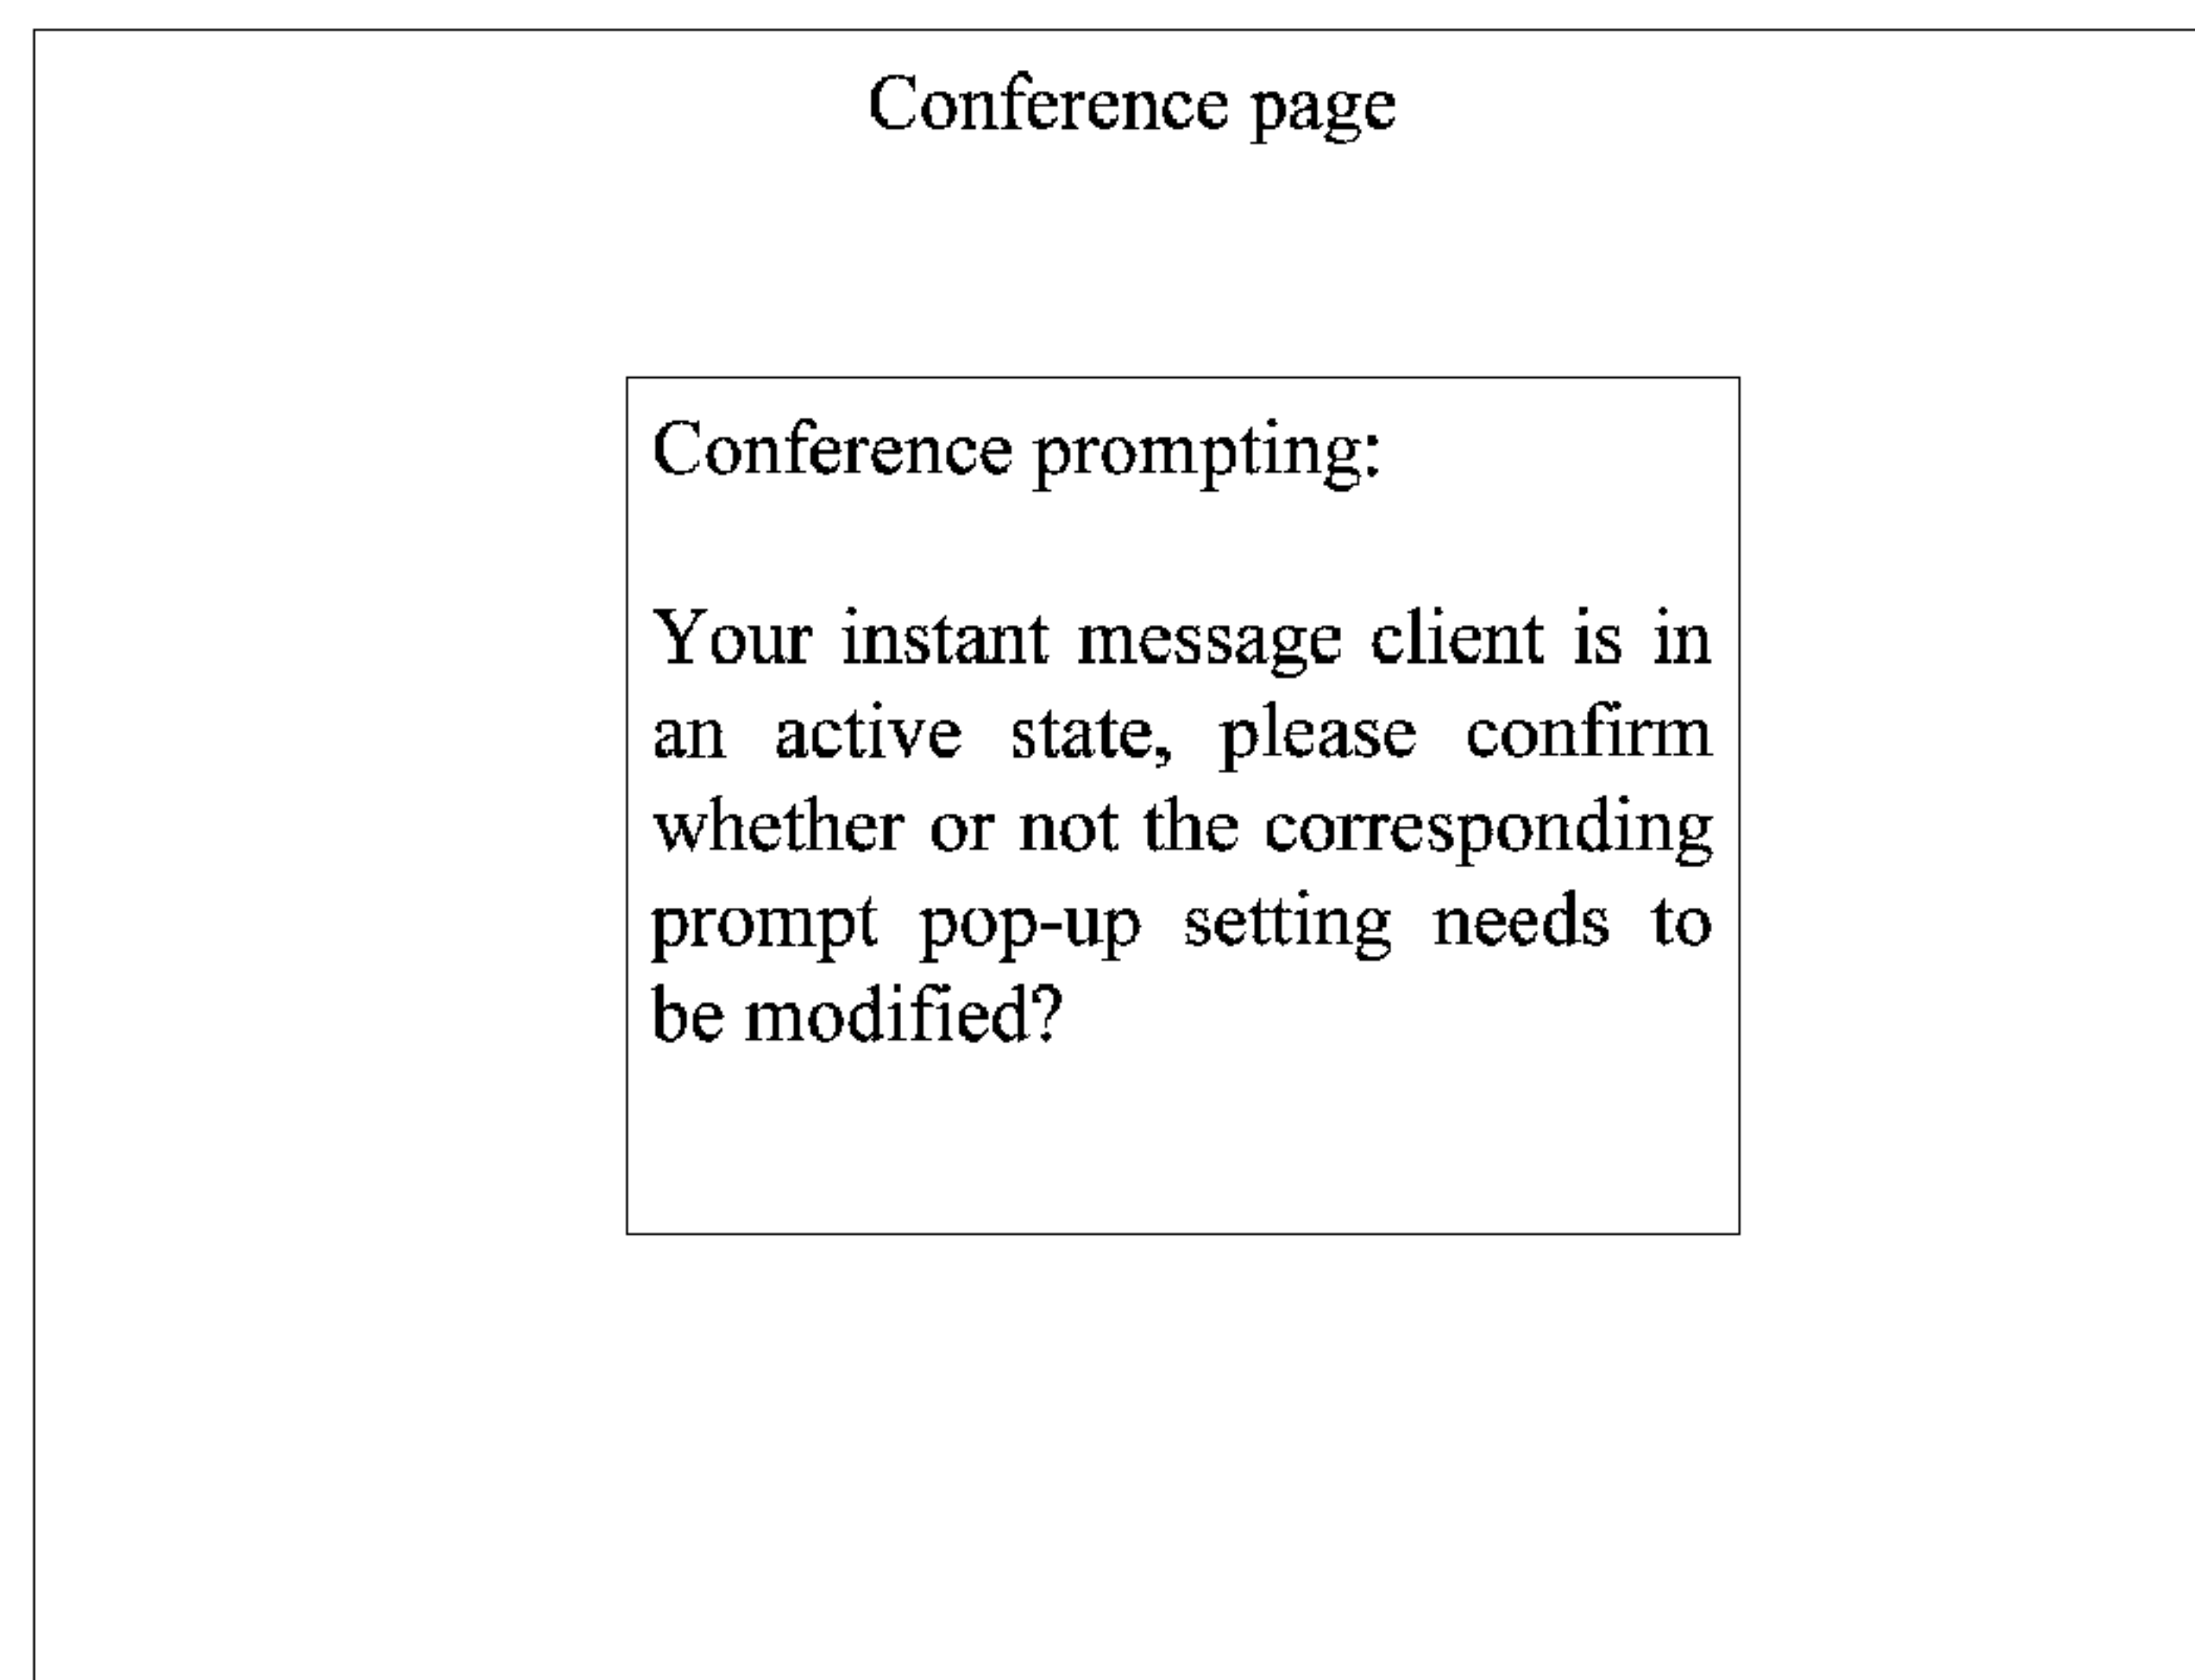 Conference page
Conference prompting:
Your instant message client is in
an active state, please confirm
whether or not the corresponding
prompt pop-up setting needs to
be modified?